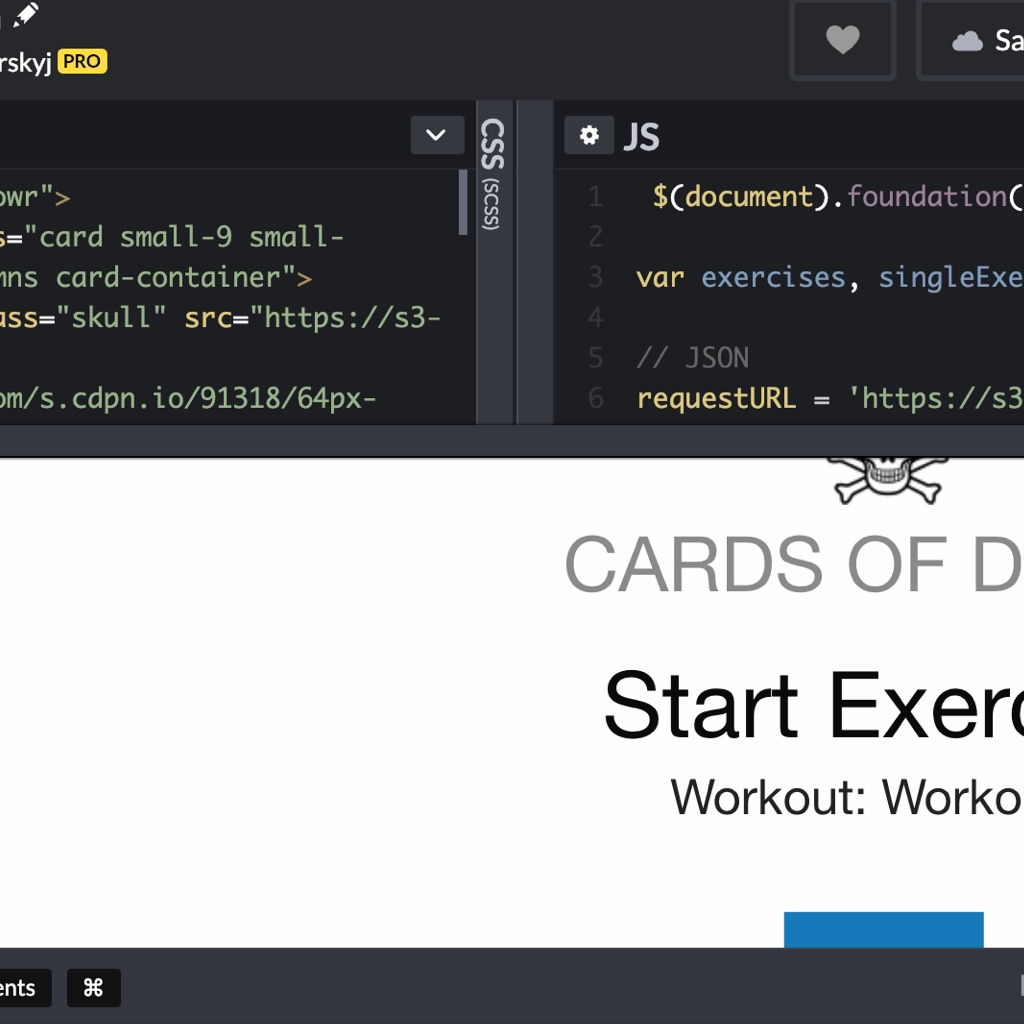 rskyj PRO
Sa
CSS (SCSS)
JS
owr">
s="card small-9 small-
mns card-container">
ass="skull" src="https://s3-
om/s.cdpn.io/91318/64px-
1 $(document).foundation(
2
3 var exercises, singleExe
4
5 // JSON
6 requestURL = 'https://s3
CARDS OF D
Start Exerc
Workout: Worko
ents ⌘